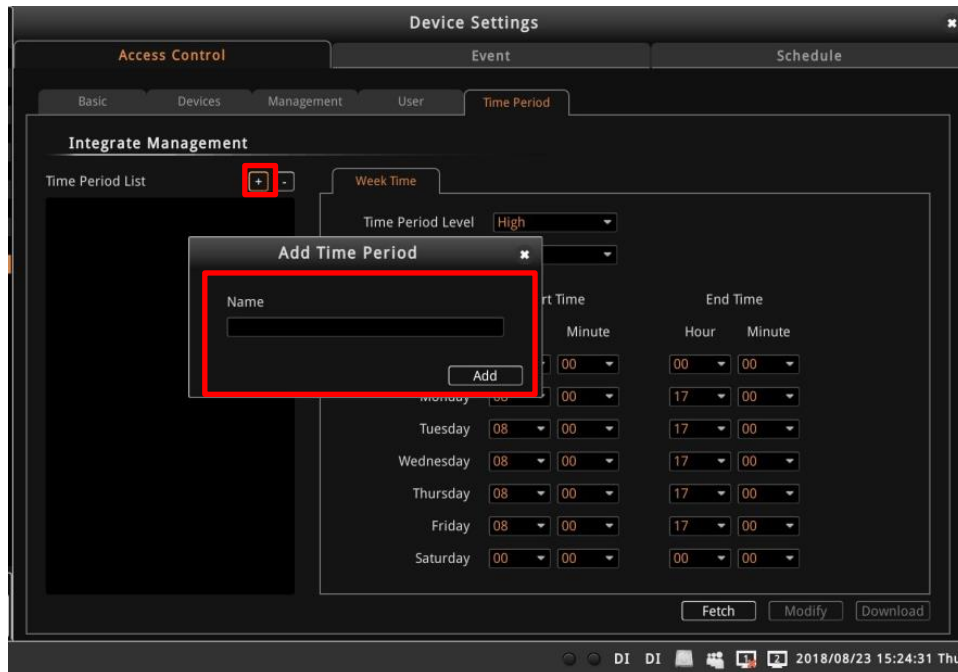 Device Settings
Access Control Event Schedule
Basic Devices Management User Time Period
Integrate Management
Time Period List + - Week Time
Time Period Level High
Add Time Period
Name
rt Time End Time
Minute Hour Minute
Add
00 00 00
Monday 08 00 17 00
Tuesday 08 00 17 00
Wednesday 08 00 17 00
Thursday 08 00 17 00
Friday 08 00 17 00
Saturday 00 00 00 00
Fetch Modify Download
DI DI 1 2 2018/08/23 15:24:31 Thu